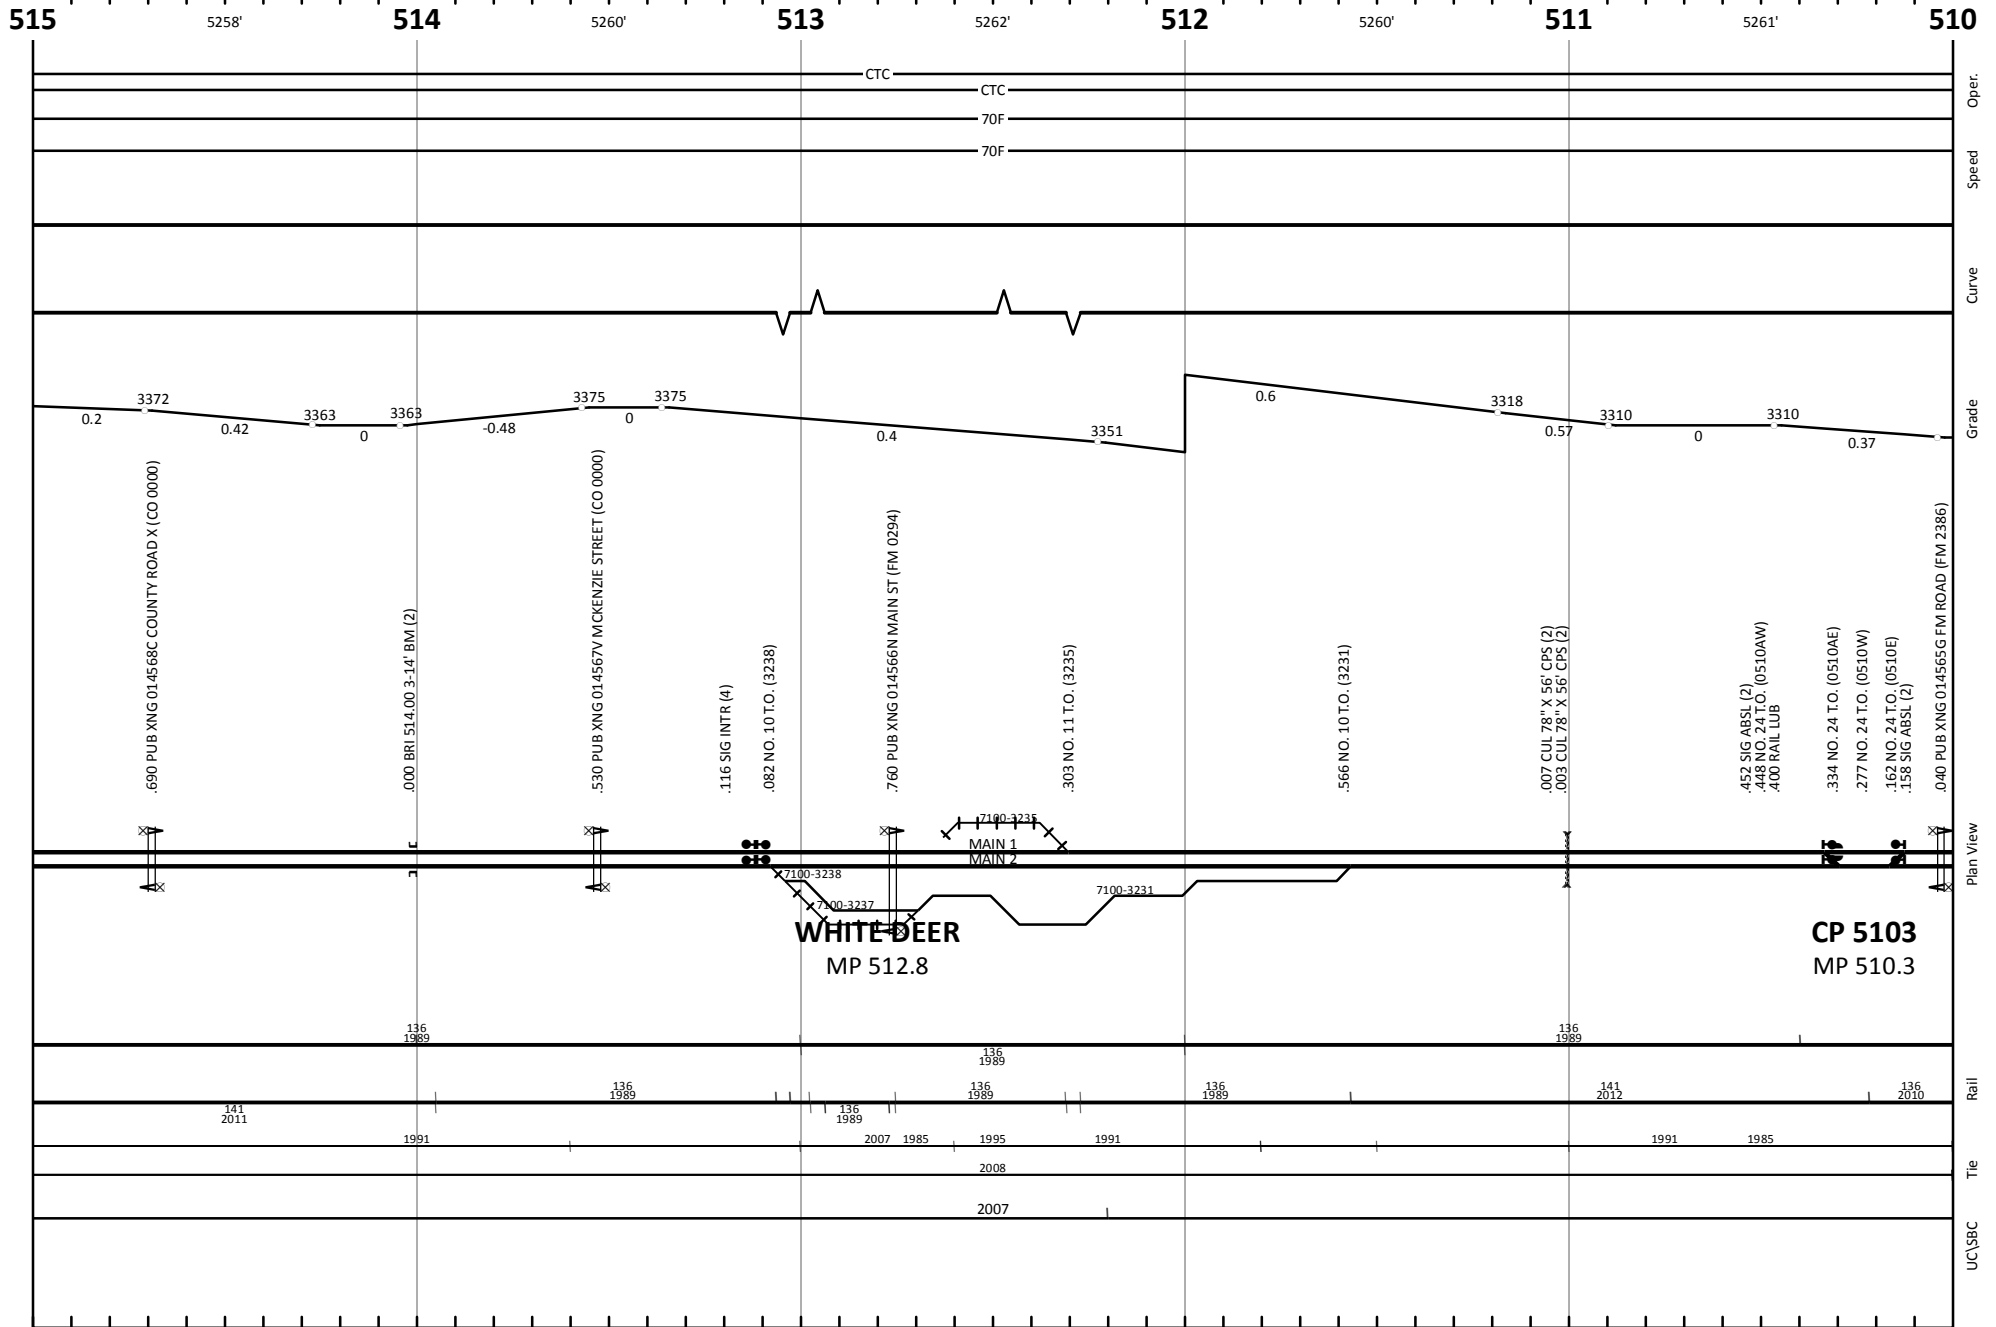 515 5258' 514 5260' 513 5262' 512 5260' 511 5261' 510
CTC
CTC
70F
70F
Oper.
Speed
Curve
Grade
3372 3363 3363 3375 3375 3351 3318 3310 3310
0.2 0.42 0 -0.48 0 0.4 0.6 0.57 0 0.37
.690 PUB XNG 014568C COUNTY ROAD X (CO 0000)
.000 BRI 514.00 3-14' BM (2)
.530 PUB XNG 014567V MCKENZIE STREET (CO 0000)
.116 SIG INTR (4)
.082 NO. 10 T.O. (3238)
.760 PUB XNG 014566N MAIN ST (FM 0294)
.303 NO. 11 T.O. (3235)
.566 NO. 10 T.O. (3231)
.007 CUL 78" X 56' CPS (2)
.003 CUL 78" X 56' CPS (2)
.452 SIG ABSL (2)
.448 NO. 24 T.O. (0510AW)
.400 RAIL LUB
.334 NO. 24 T.O. (0510AE)
.277 NO. 24 T.O. (0510W)
.162 NO. 24 T.O. (0510E)
.158 SIG ABSL (2)
.040 PUB XNG 014565G FM ROAD (FM 2386)
7100-3235
MAIN 1
MAIN 2
7100-3238
7100-3237
7100-3231
Plan View
WHITE DEER
MP 512.8
CP 5103
MP 510.3
136
1989
136
1989
136
1989
Rail
141
2011
136
1989
136
1989
136
1989
136
1989
141
2012
136
2010
1991 2007 1985 1995 1991 1991 1985
Tie
2008
2007
UC\SBC